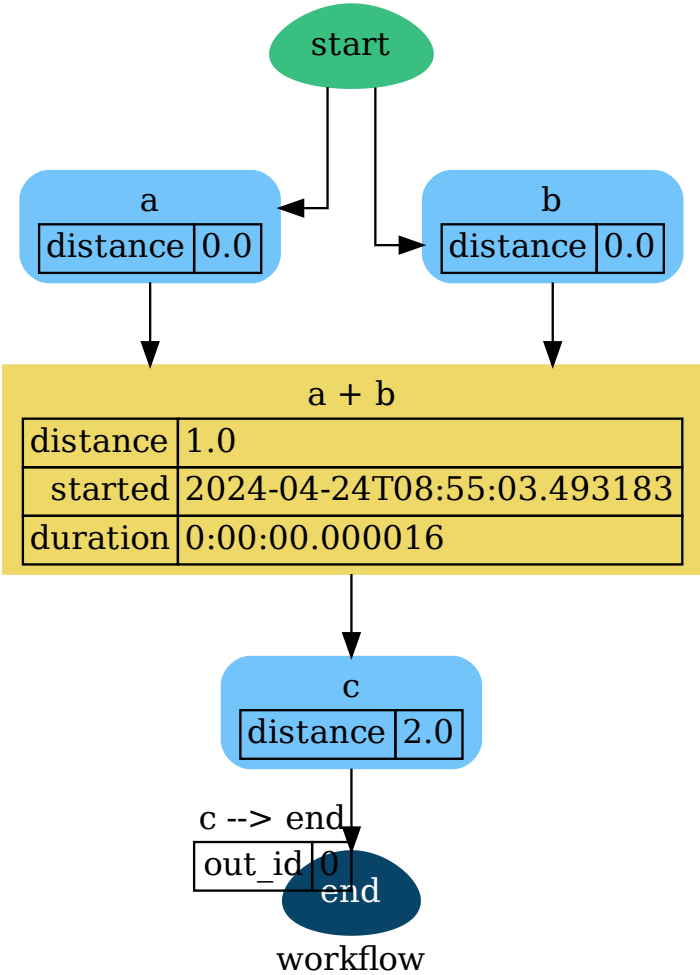 start
a
distance 0.0
b
distance 0.0
a + b
distance 1.0
started 2024-04-24T08:55:03.493183
duration 0:00:00.000016
c
distance 2.0
c --> end
out_id 0
end
workflow